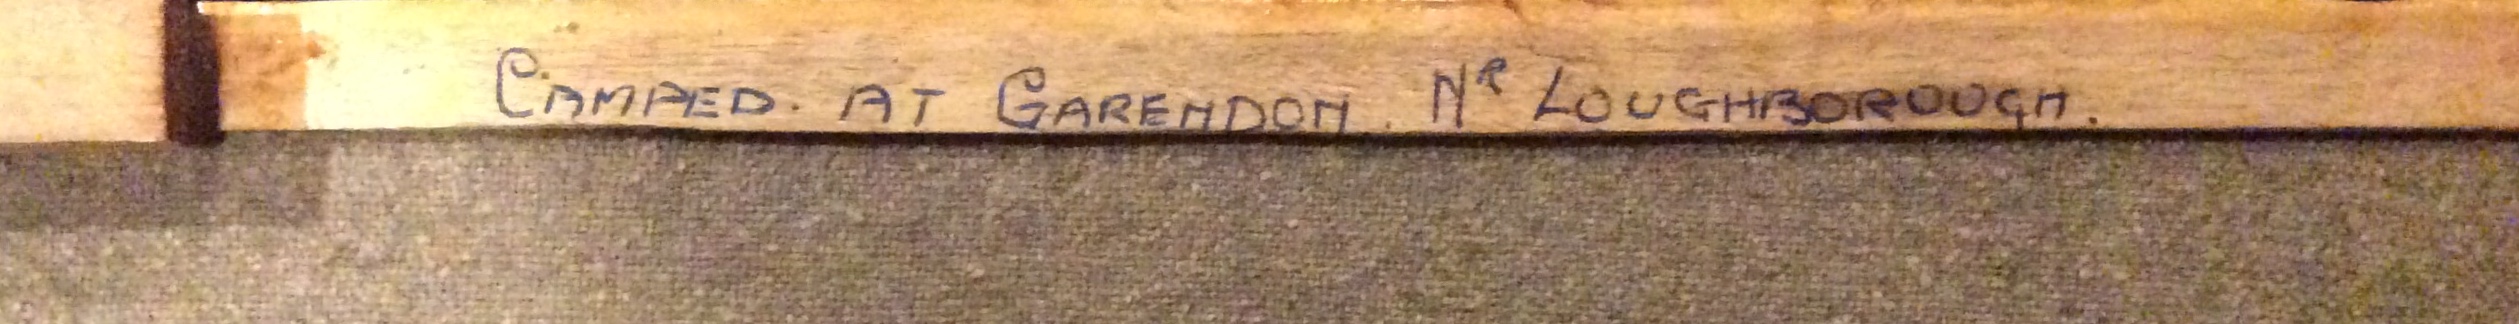 CAMPED. AT GARENDON. NR LOUGHBOROUGH.